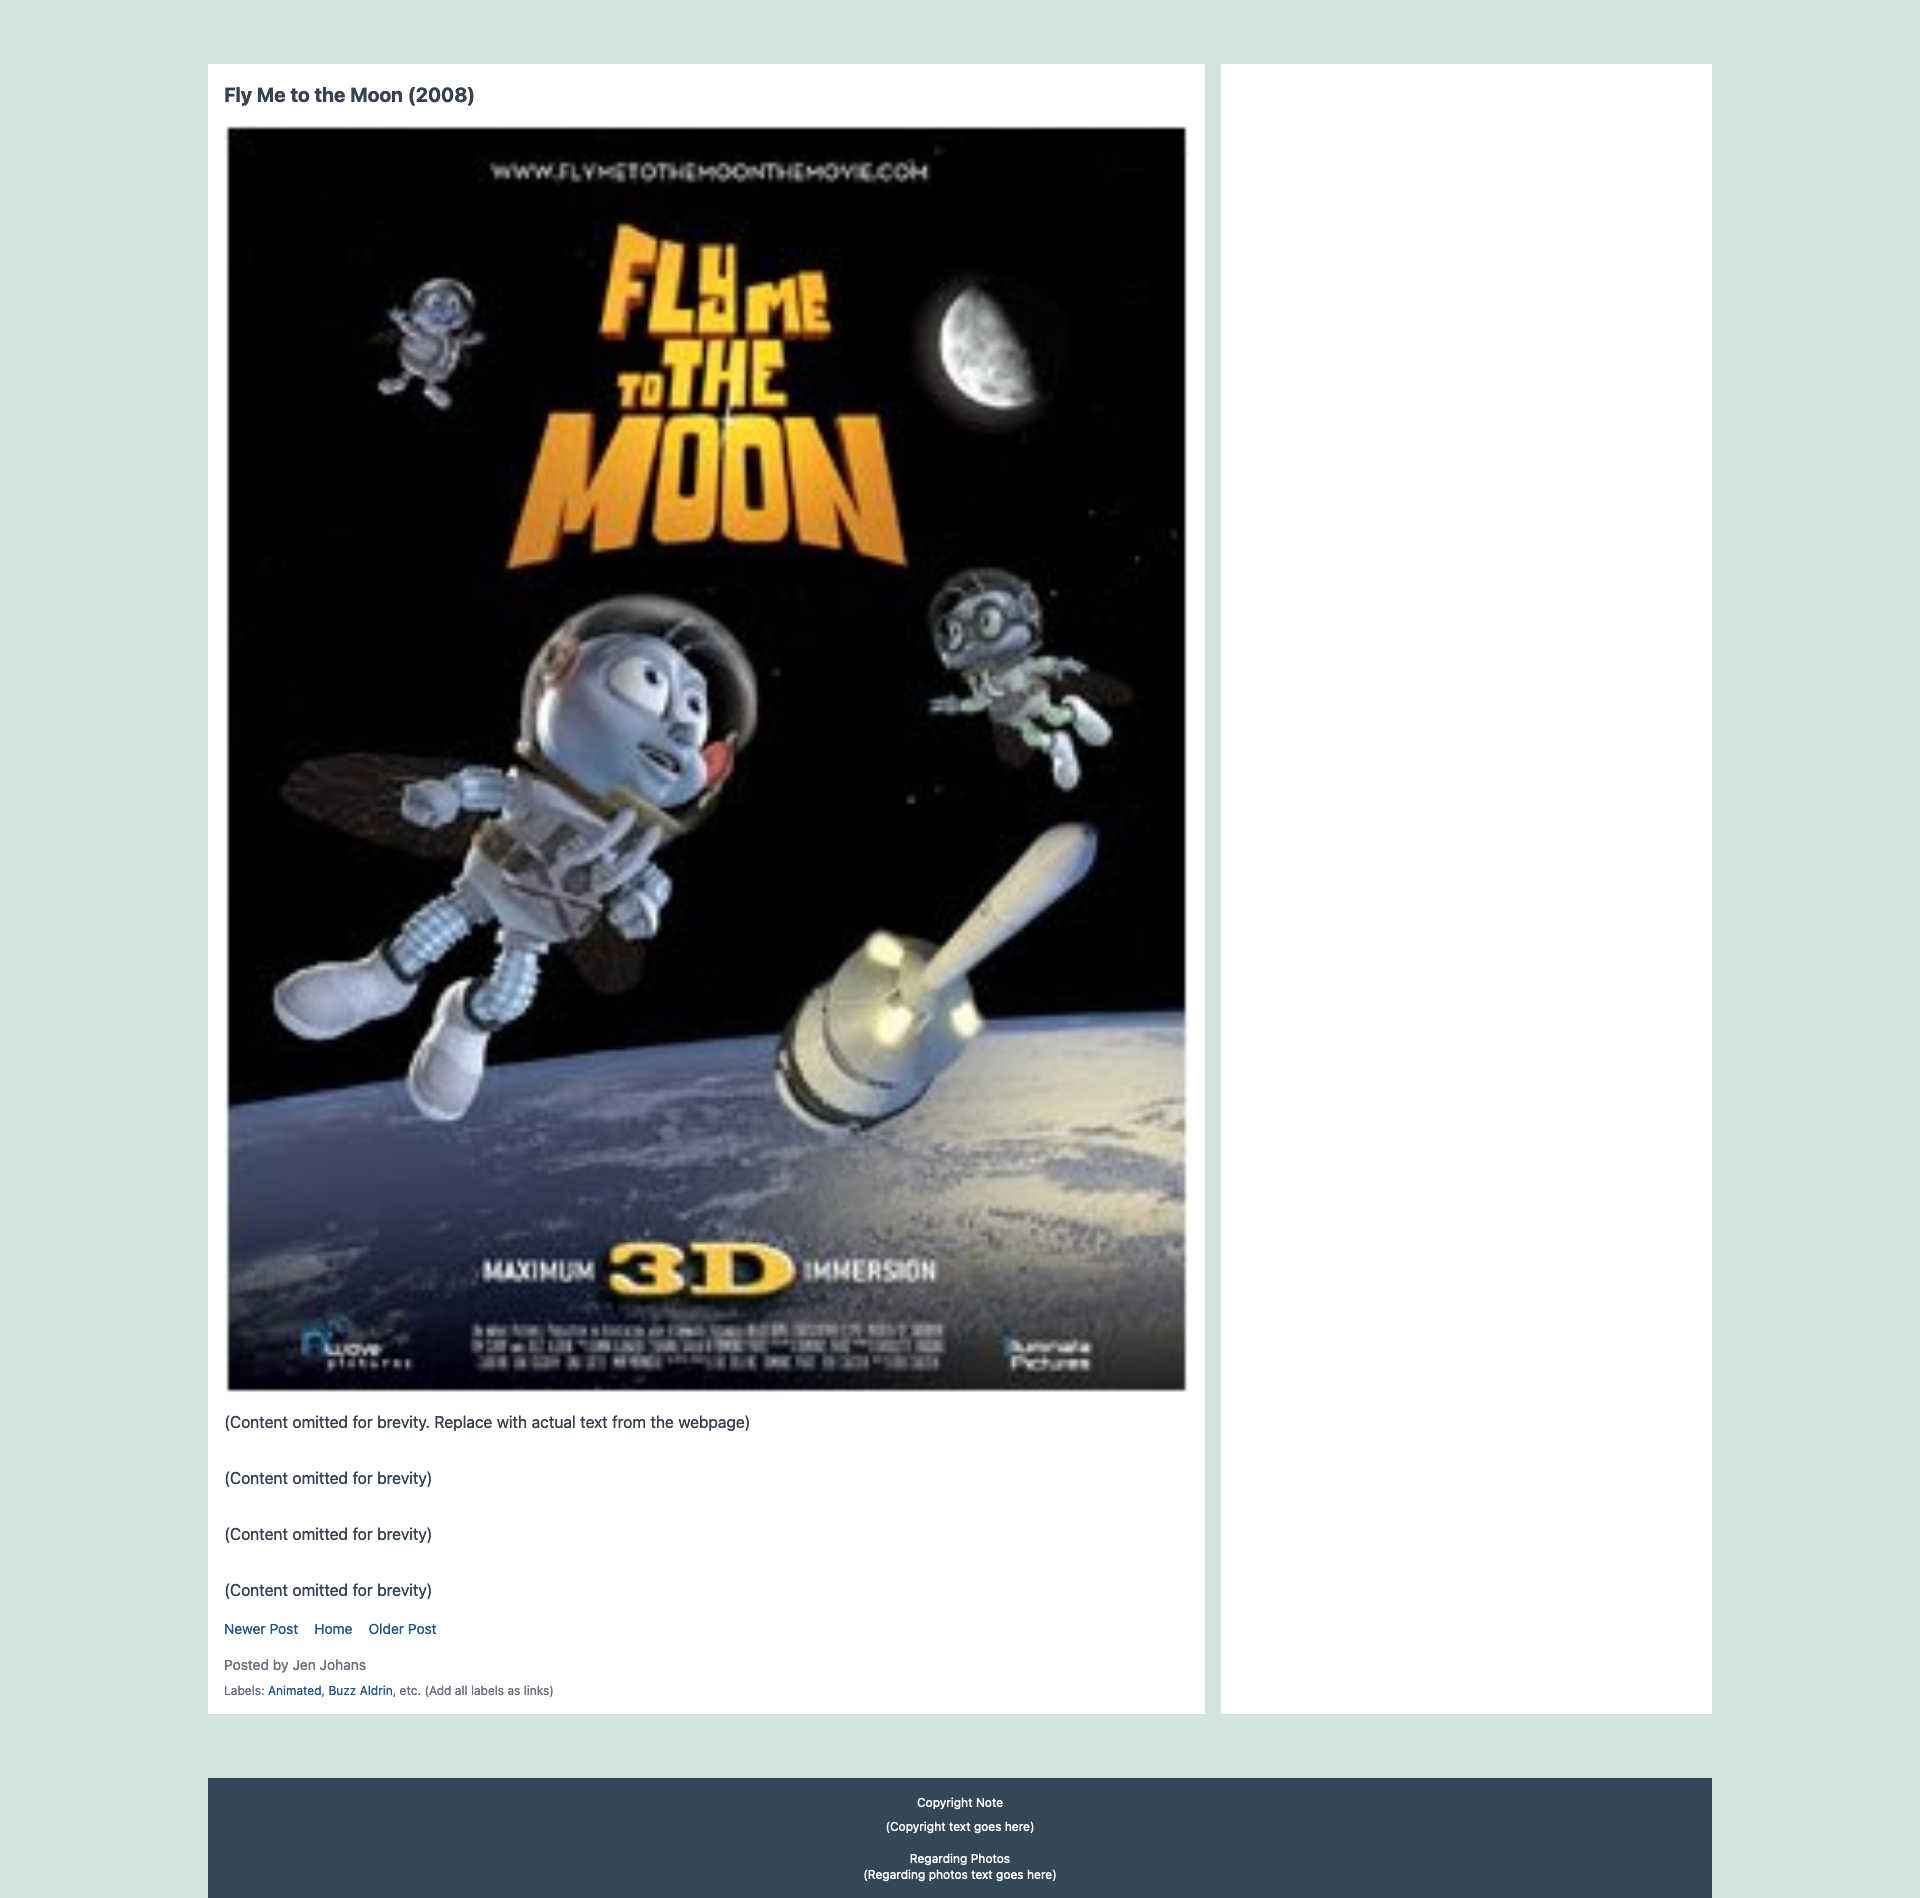 Fly Me to the Moon (2008)
WWW.FLYMETOTHEMOONTHEMOVIE.COM
FLY ME
TO THE
MOON
MAXIMUM 3D IMMERSION
nwave
pictures
Illuminata
Pictures
(Content omitted for brevity. Replace with actual text from the webpage)
(Content omitted for brevity)
(Content omitted for brevity)
(Content omitted for brevity)
Newer Post Home Older Post
Posted by Jen Johans
Labels: Animated, Buzz Aldrin, etc. (Add all labels as links)
Copyright Note
(Copyright text goes here)
Regarding Photos
(Regarding photos text goes here)